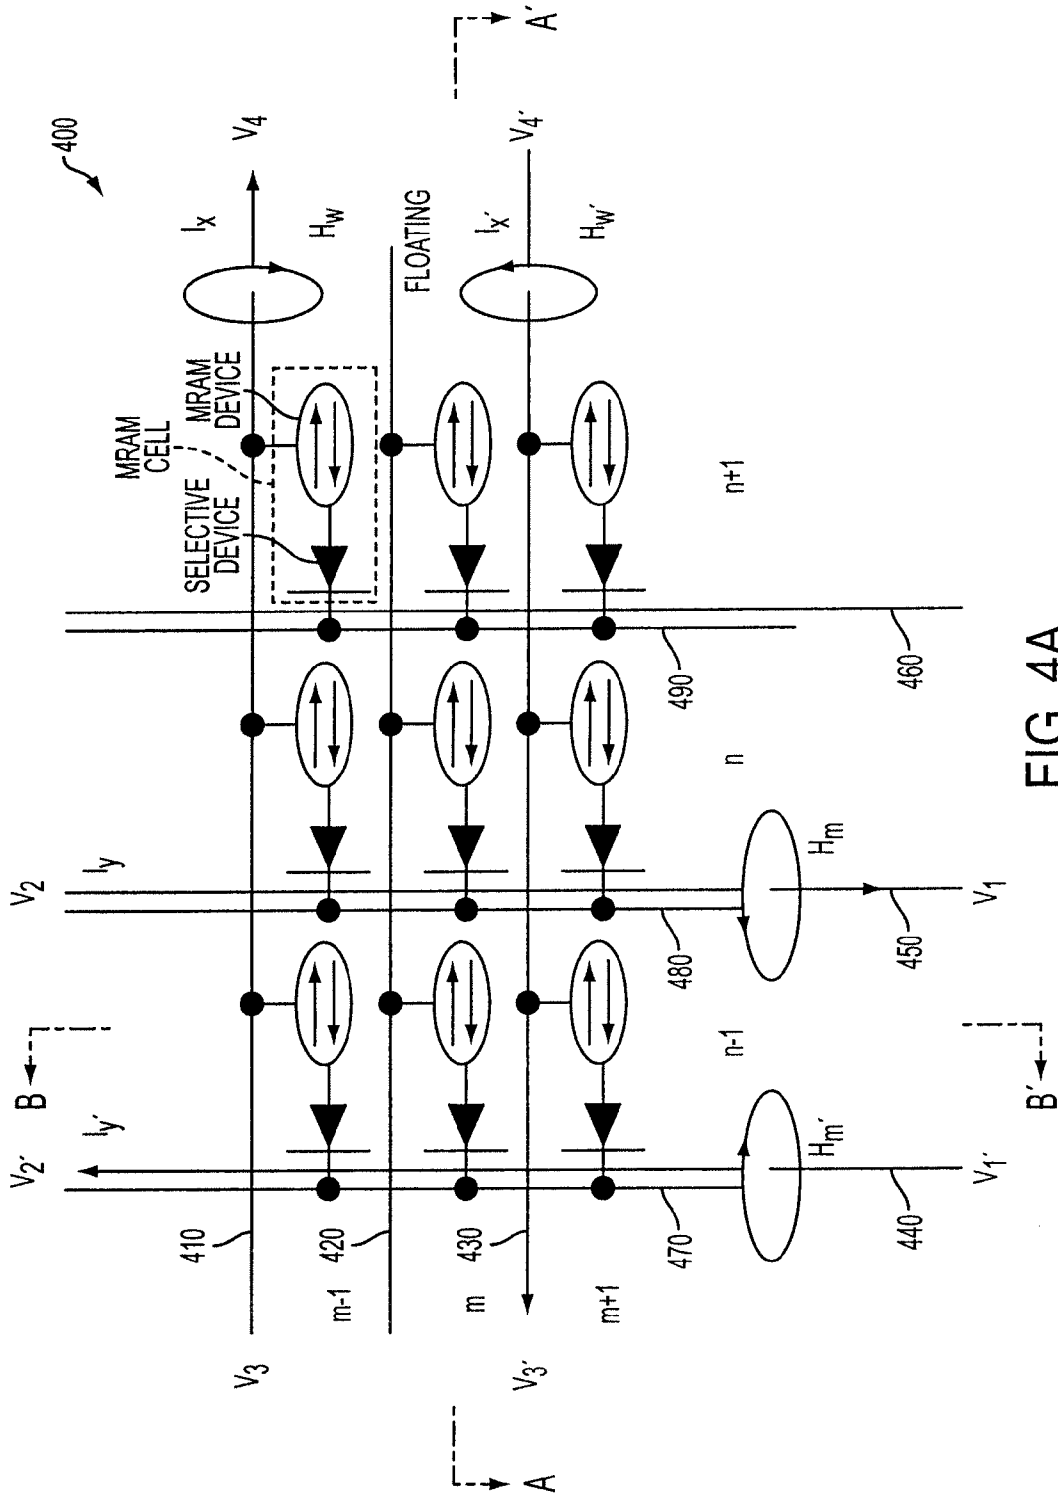 400
V4
Ix
Hw
MRAM
CELL
MRAM
DEVICE
SELECTIVE
DEVICE
FLOATING
A´
V4´
Ix´
Hw´
V2
Iy
B
V2´
Iy´
410
420
430
m-1
m
m+1
V3
V3´
A
n+1
n
n-1
490
480
470
460
450
440
Hm
Hm´
V1
V1´
B´
FIG. 4A